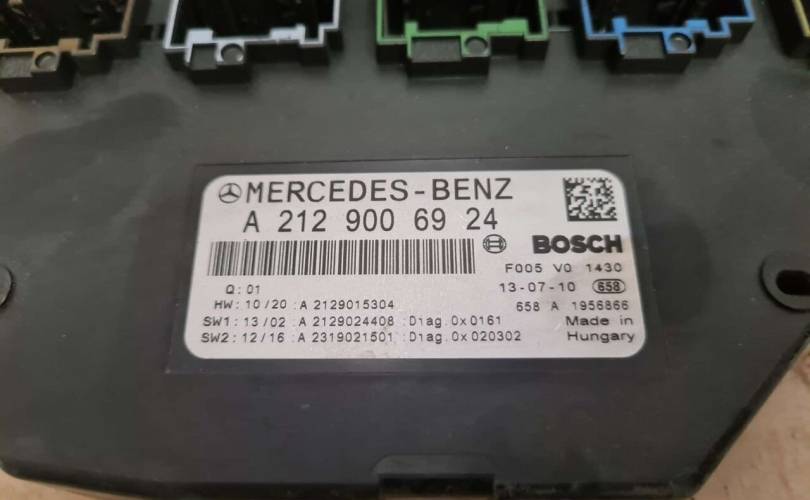 MERCEDES-BENZ
A 212 900 69 24
BOSCH
F005 V0 1430
Q: 01
13-07-10 658
HW: 10/20 :A 2129015304
658 A 1956866
SW1: 13/02 :A 2129024408 :Diag.0x0161
Made in
SW2: 12/16 :A 2319021501 :Diag.0x020302
Hungary